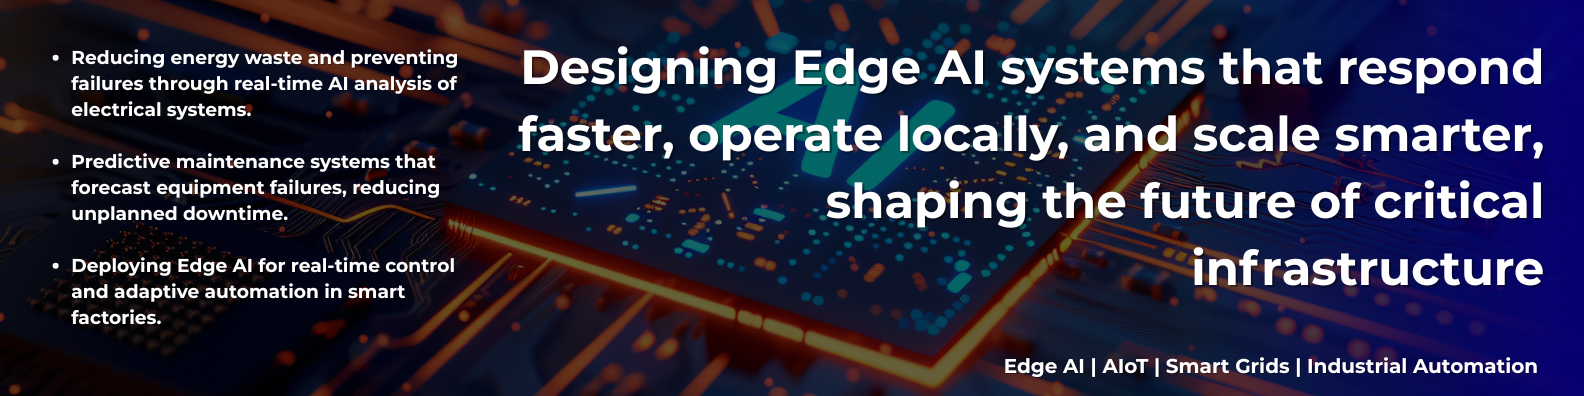 • Reducing energy waste and preventing
failures through real-time AI analysis of
electrical systems.
• Predictive maintenance systems that
forecast equipment failures, reducing
unplanned downtime.
• Deploying Edge AI for real-time control
and adaptive automation in smart
factories.
Designing Edge AI systems that respond
faster, operate locally, and scale smarter,
shaping the future of critical
infrastructure
AI
Edge AI | AIoT | Smart Grids | Industrial Automation